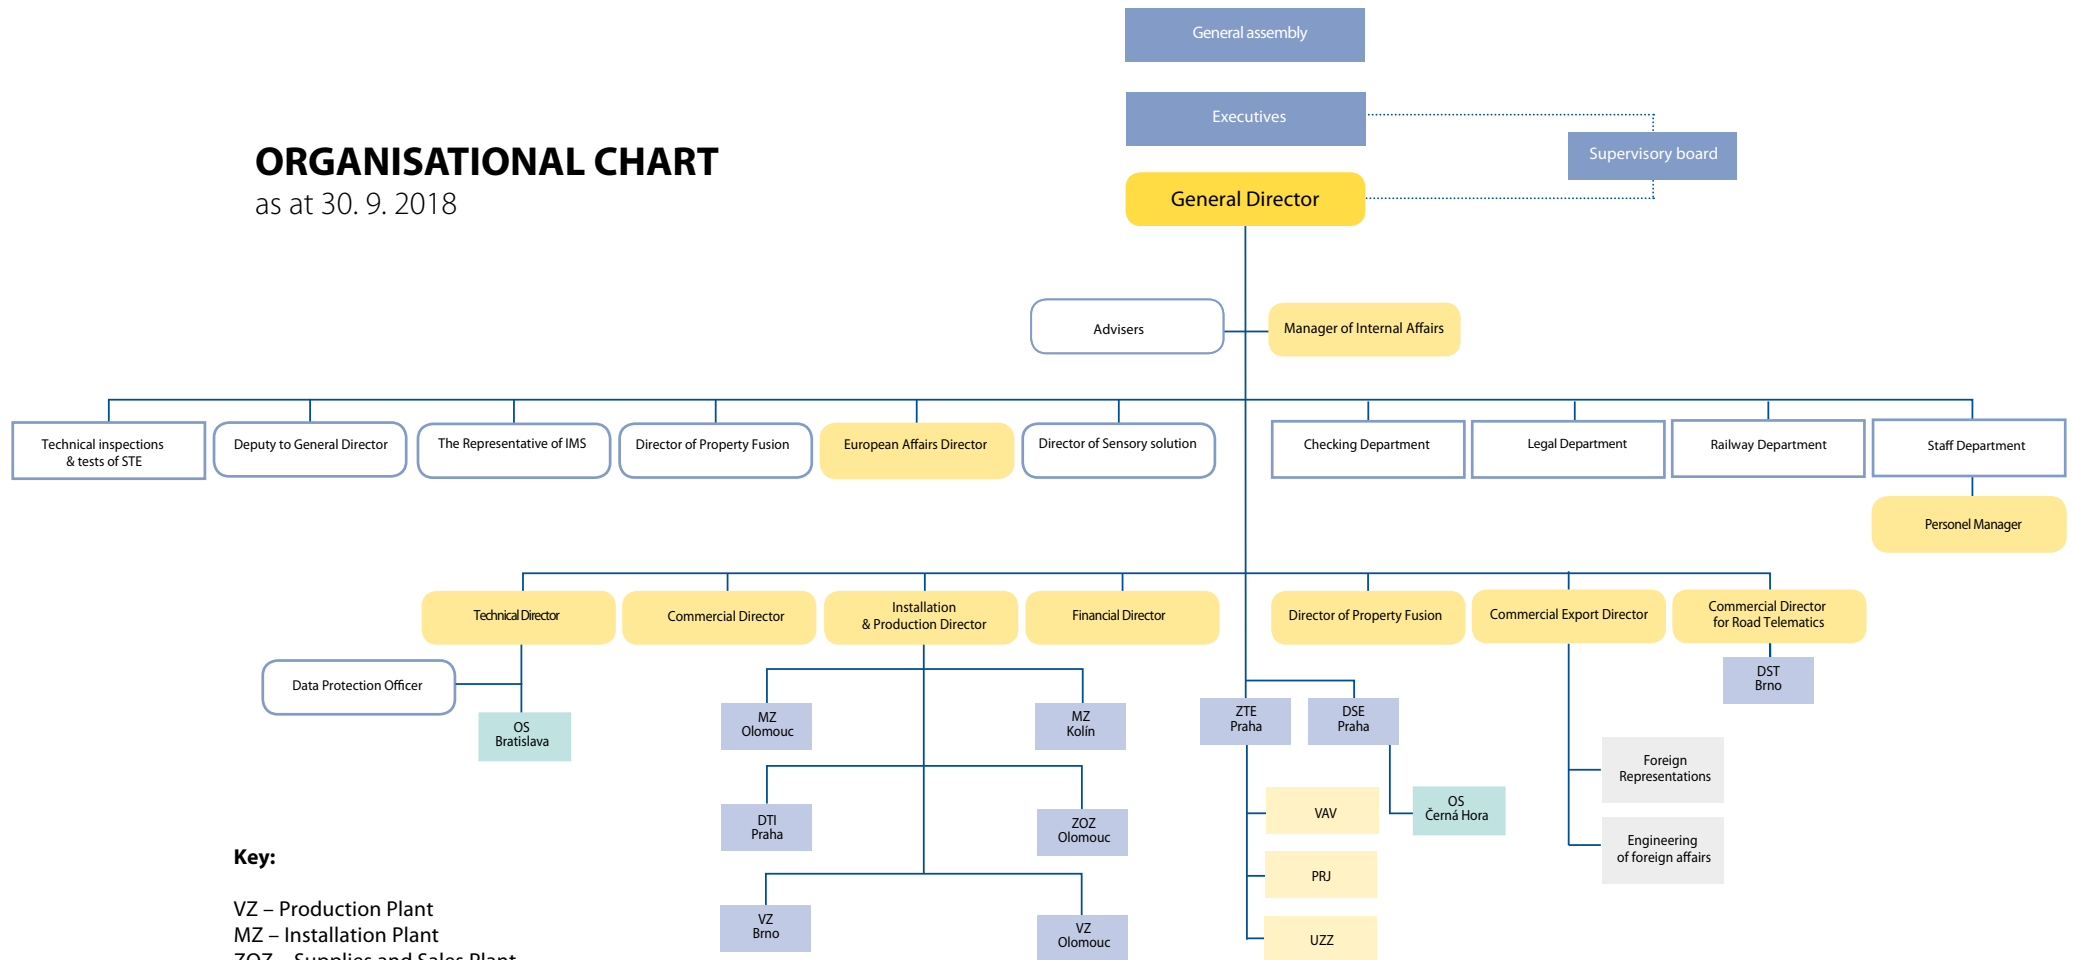 General assembly
Executives
Supervisory board
ORGANISATIONAL CHART
as at 30. 9. 2018
General Director
Advisers
Manager of Internal Affairs
Technical inspections
& tests of STE
Deputy to General Director
The Representative of IMS
Director of Property Fusion
European Affairs Director
Director of Sensory solution
Checking Department
Legal Department
Railway Department
Staff Department
Personel Manager
Technical Director
Commercial Director
Installation
& Production Director
Financial Director
Director of Property Fusion
Commercial Export Director
Commercial Director
for Road Telematics
Data Protection Officer
OS
Bratislava
MZ
Olomouc
MZ
Kolín
ZTE
Praha
DSE
Praha
DST
Brno
DTI
Praha
ZOZ
Olomouc
VAV
OS
Černá Hora
Foreign
Representations
PRJ
Engineering
of foreign affairs
VZ
Brno
VZ
Olomouc
UZZ
Key:
VZ – Production Plant
MZ – Installation Plant
ZOZ – Supplies and Sales Plant